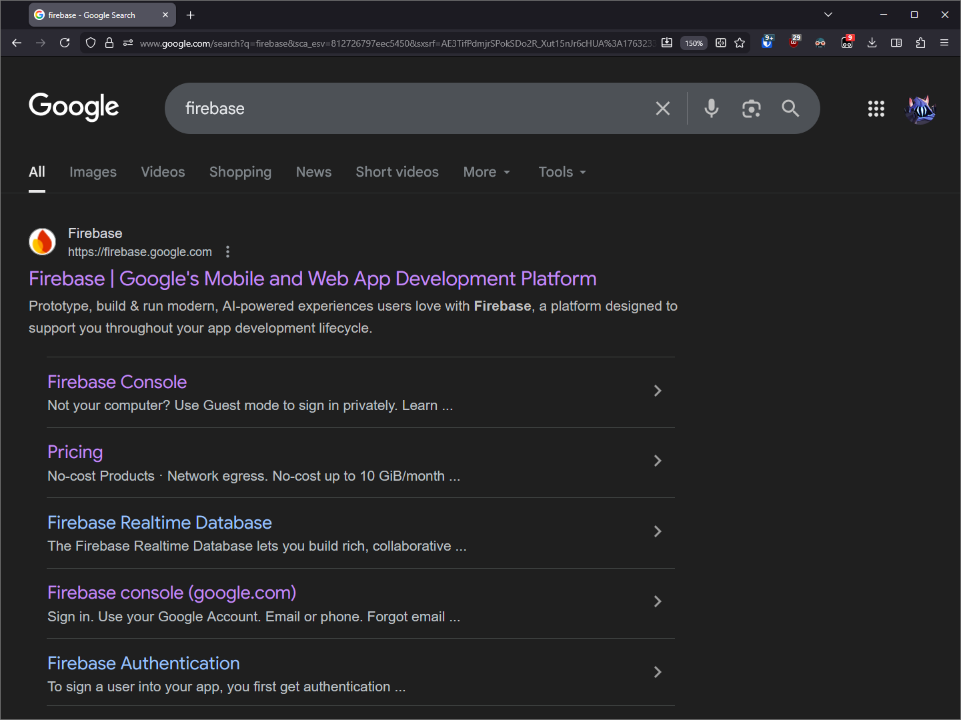 firebase - Google Search
www.google.com/search?q=firebase&sca_esv=812726797eec5450&sxsrf=
150%
9+
29
9
Google
firebase
All
Images
Videos
Shopping
News
Short videos
More
Tools
Firebase
https://firebase.google.com
Firebase | Google's Mobile and Web App Development Platform
Prototype, build & run modern, AI-powered experiences users love with Firebase, a platform designed to
support you throughout your app development lifecycle.
Firebase Console
Not your computer? Use Guest mode to sign in privately. Learn ...
Pricing
No-cost Products · Network egress. No-cost up to 10 GiB/month ...
Firebase Realtime Database
The Firebase Realtime Database lets you build rich, collaborative ...
Firebase console (google.com)
Sign in. Use your Google Account. Email or phone. Forgot email ...
Firebase Authentication
To sign a user into your app, you first get authentication ...